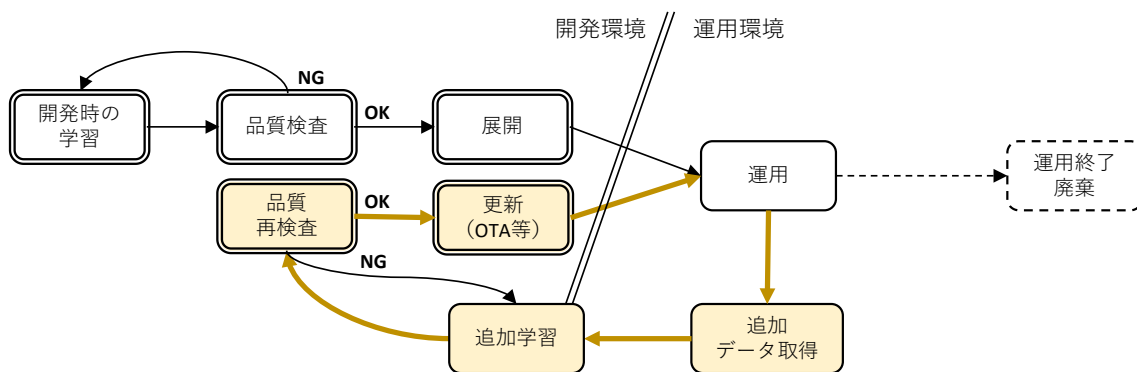 開発環境
運用環境
NG
開発時の
学習
品質検査
OK
展開
運用
運用終了
廃棄
品質
再検査
OK
更新
（OTA等）
NG
追加学習
追加
データ取得